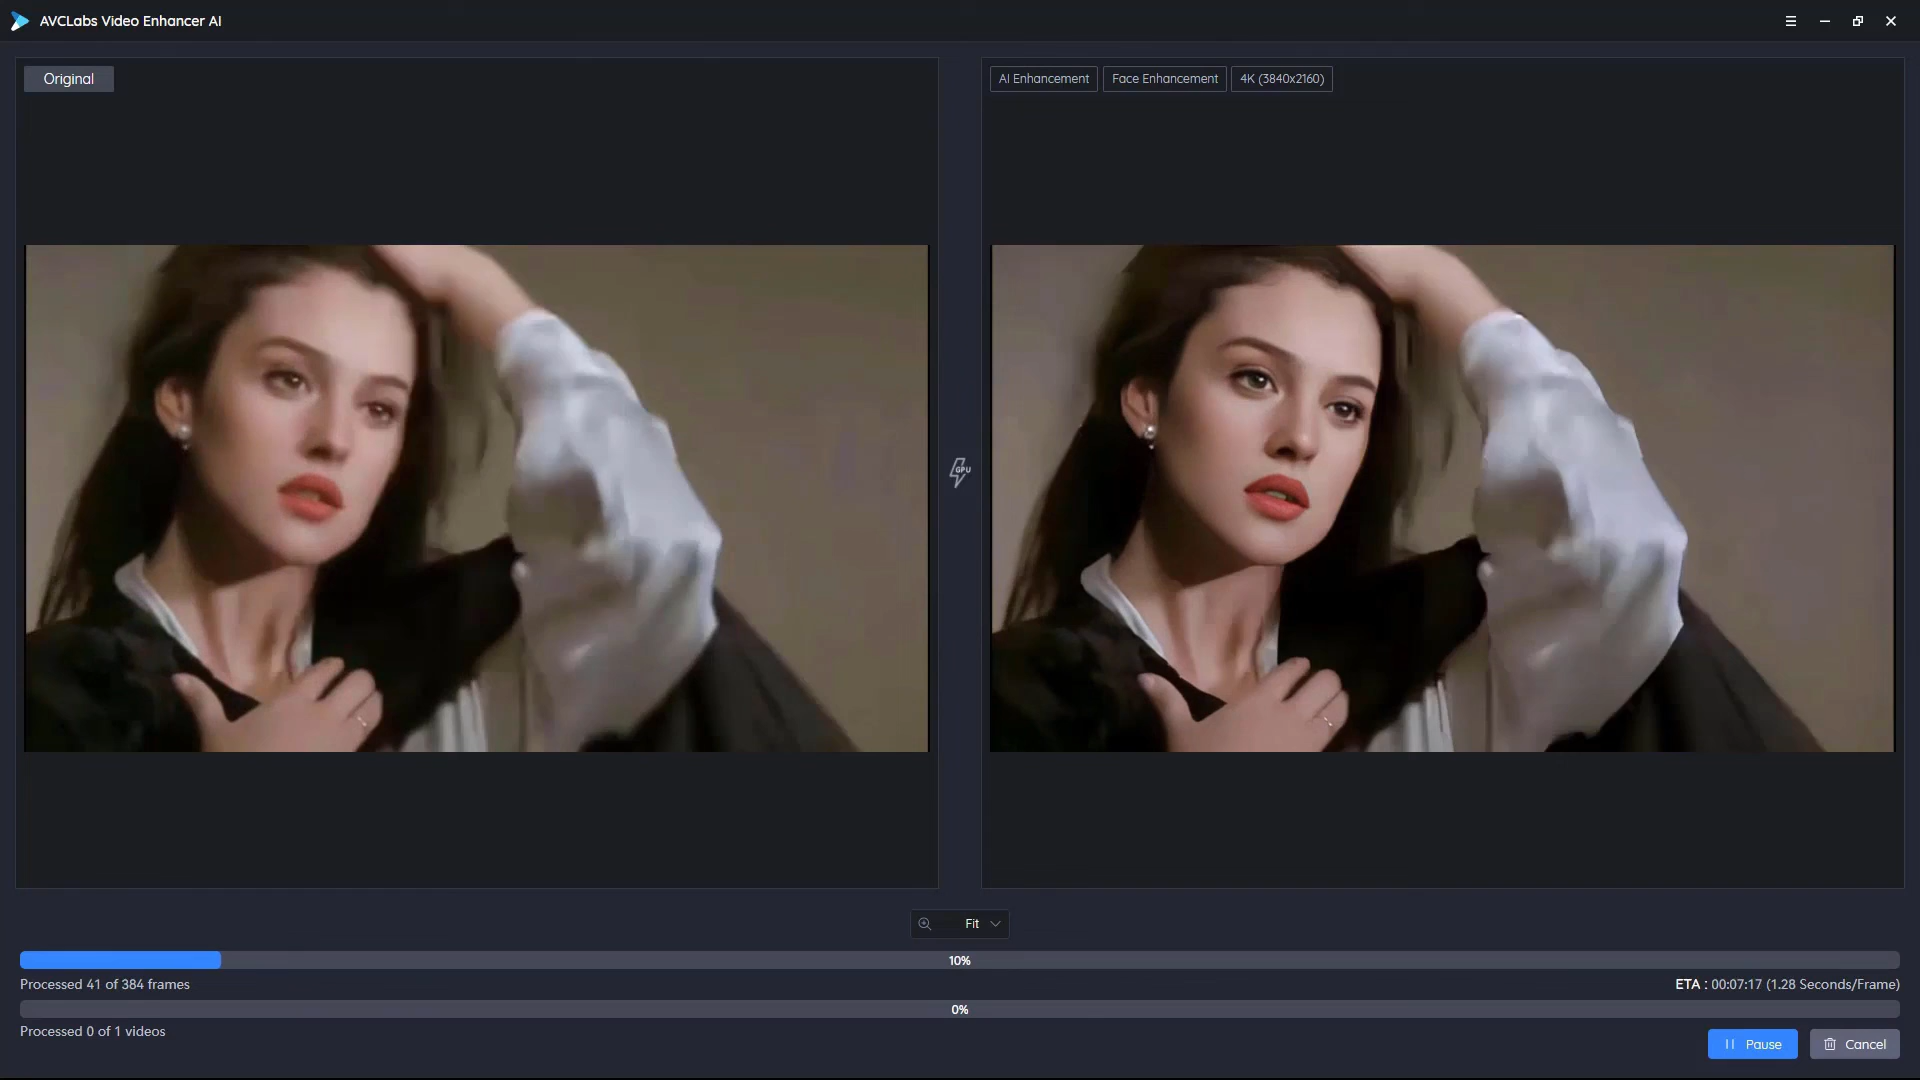 AVCLabs Video Enhancer AI
Original
AI Enhancement Face Enhancement 4K (3840x2160)
GPU
Fit
10%
Processed 41 of 384 frames
ETA : 00:07:17 (1.28 Seconds/Frame)
0%
Processed 0 of 1 videos
Pause Cancel